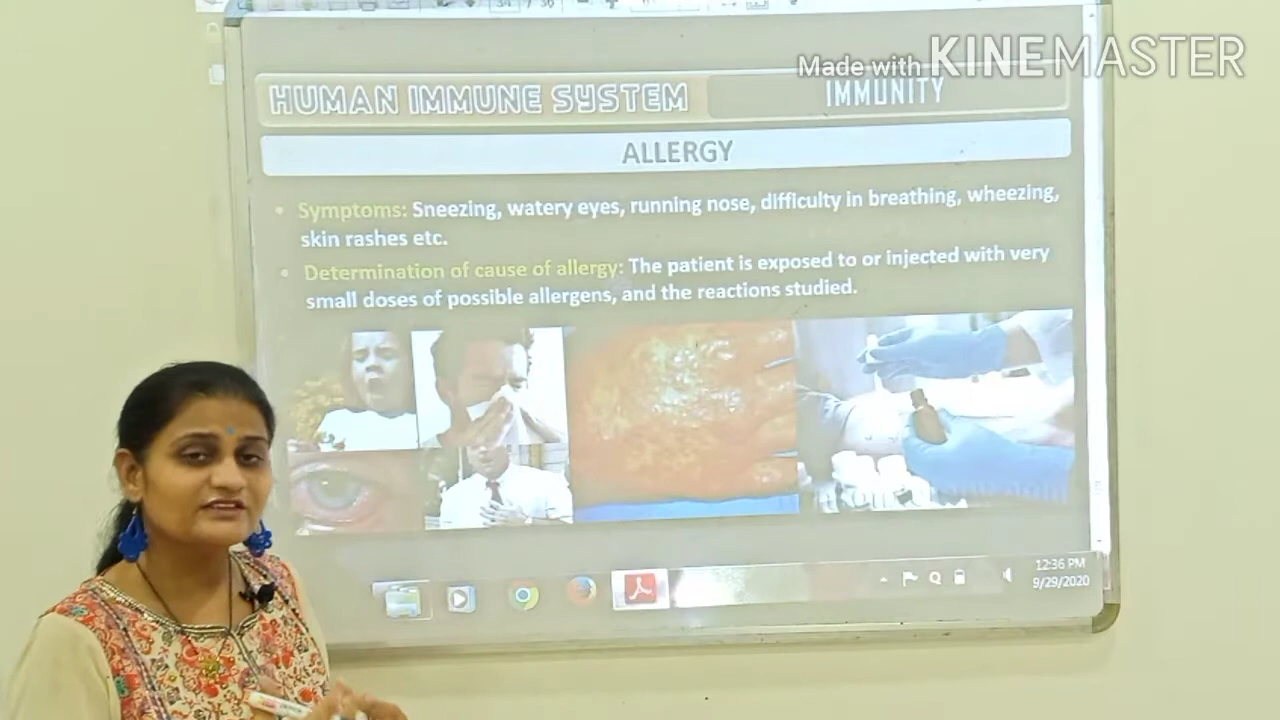 Made with KINEMASTER
HUMAN IMMUNE SYSTEM
IMMUNITY
ALLERGY
• Symptoms: Sneezing, watery eyes, running nose, difficulty in breathing, wheezing,
skin rashes etc.
• Determination of cause of allergy: The patient is exposed to or injected with very
small doses of possible allergens, and the reactions studied.
12:36 PM
9/29/2020